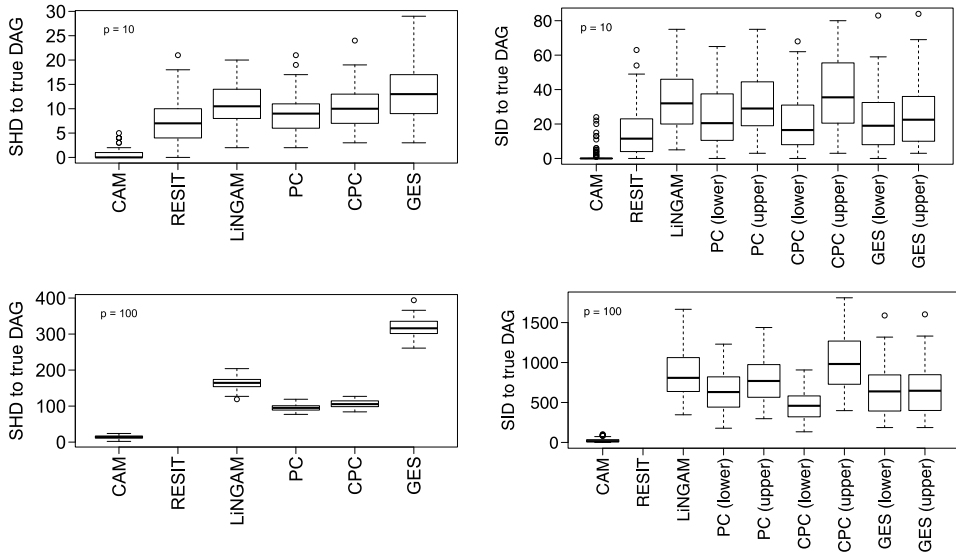 SHD to true DAG
30
25
20
15
10
5
0
p = 10
CAM
RESIT
LiNGAM
PC
CPC
GES
SID to true DAG
80
60
40
20
0
p = 10
CAM
RESIT
LiNGAM
PC (lower)
PC (upper)
CPC (lower)
CPC (upper)
GES (lower)
GES (upper)
SHD to true DAG
400
300
200
100
0
p = 100
CAM
RESIT
LiNGAM
PC
CPC
GES
SID to true DAG
1500
1000
500
0
p = 100
CAM
RESIT
LiNGAM
PC (lower)
PC (upper)
CPC (lower)
CPC (upper)
GES (lower)
GES (upper)